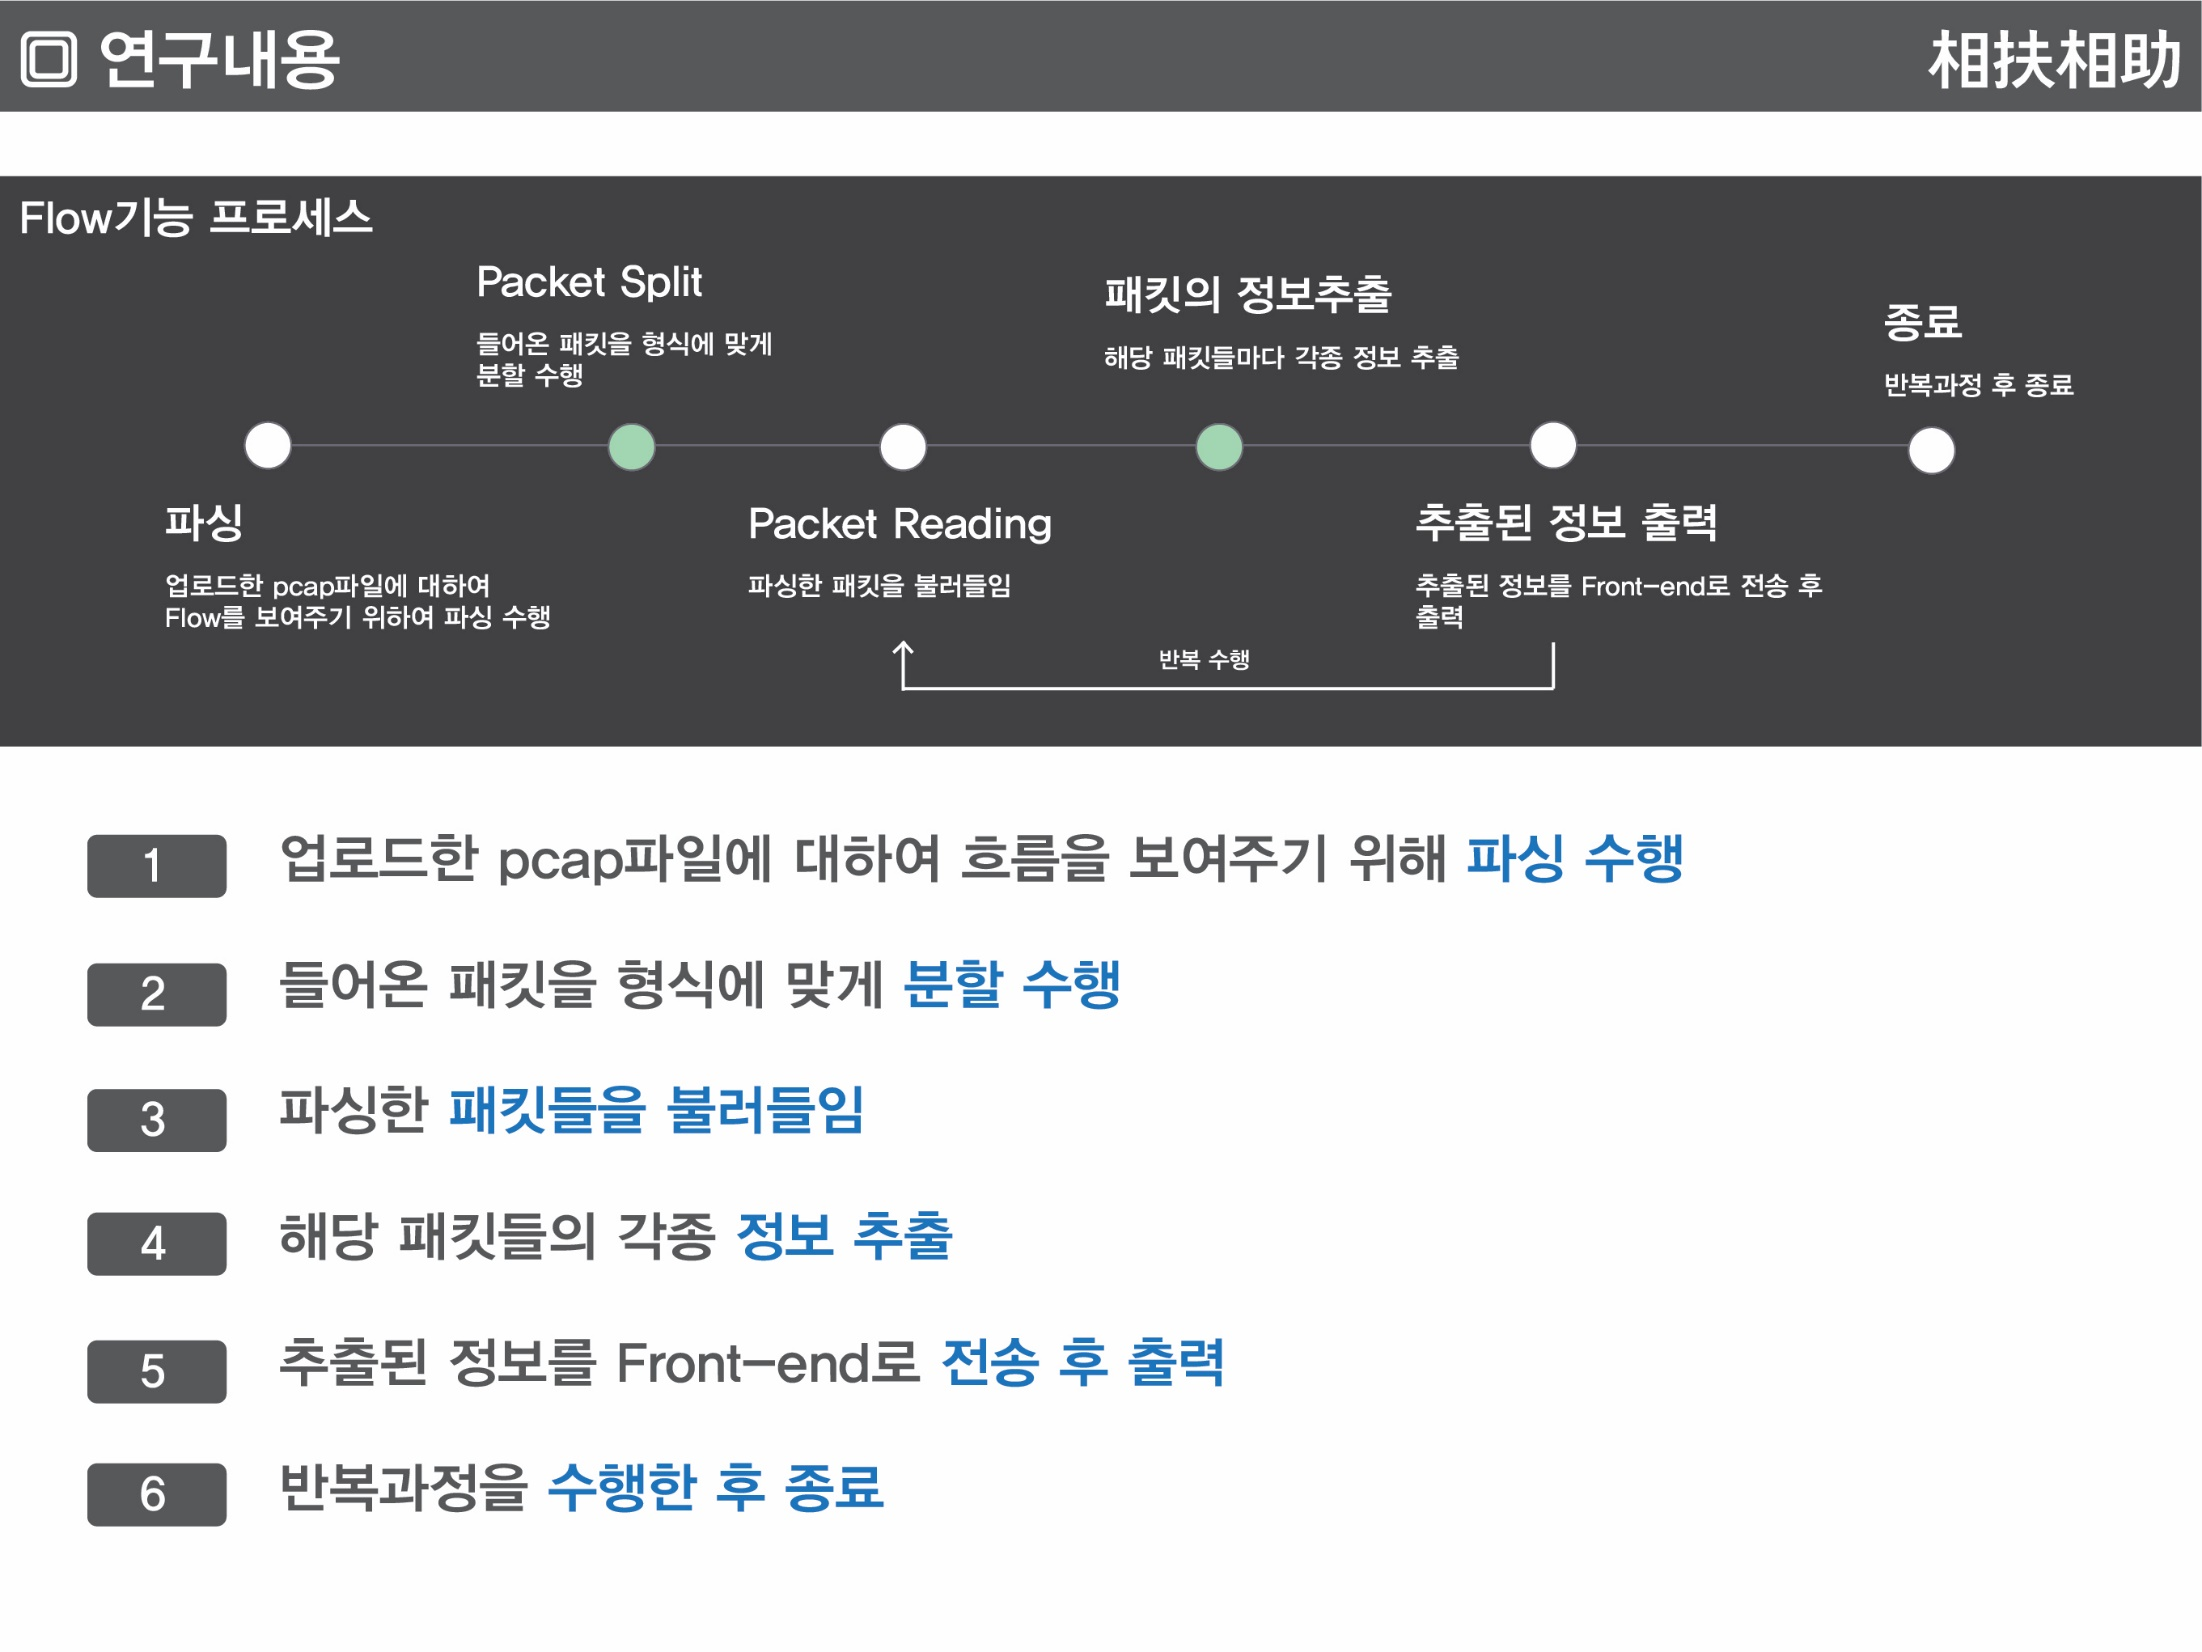 연구내용
相扶相助
Flow기능 프로세스
Packet Split
들어온 패킷을 형식에 맞게
분할 수행
패킷의 정보추출
해당 패킷들마다 각종 정보 추출
종료
반복과정 후 종료
파싱
업로드한 pcap파일에 대하여
Flow를 보여주기 위하여 파싱 수행
Packet Reading
파싱한 패킷을 불러들임
추출된 정보 출력
추출된 정보를 Front-end로 전송 후
출력
반복 수행
1 업로드한 pcap파일에 대하여 흐름을 보여주기 위해 파싱 수행
2 들어온 패킷을 형식에 맞게 분할 수행
3 파싱한 패킷들을 불러들임
4 해당 패킷들의 각종 정보 추출
5 추출된 정보를 Front-end로 전송 후 출력
6 반복과정을 수행한 후 종료